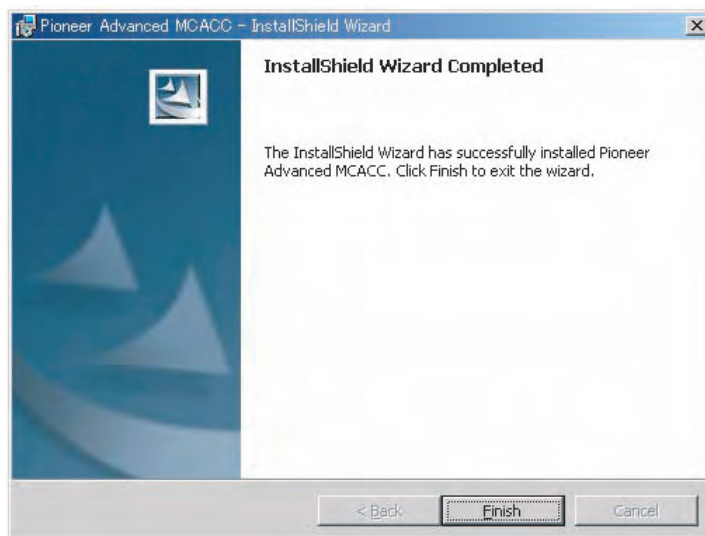 Pioneer Advanced MCACC - InstallShield Wizard
InstallShield Wizard Completed
The InstallShield Wizard has successfully installed Pioneer
Advanced MCACC. Click Finish to exit the wizard.
< Back
Finish
Cancel